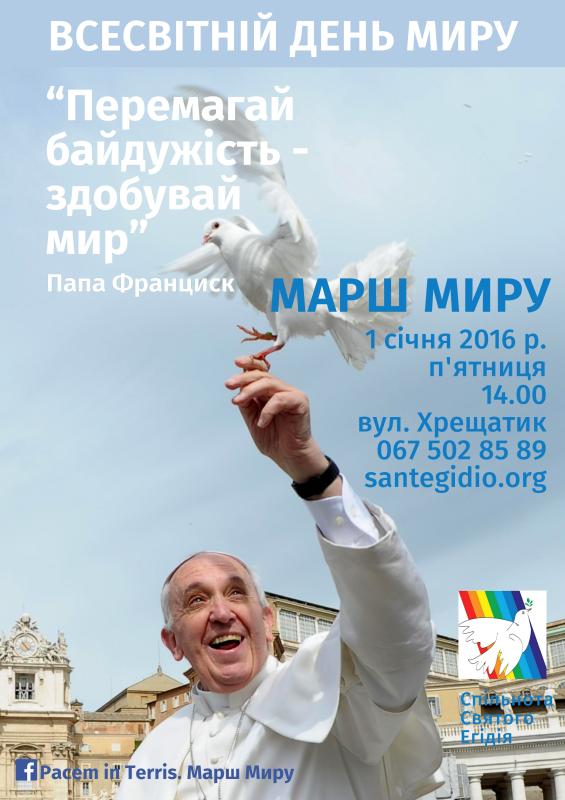 ВСЕСВІТНІЙ ДЕНЬ МИРУ
“Перемагай
байдужість -
здобувай
мир”
Папа Франциск
МАРШ МИРУ
1 січня 2016 р.
п'ятниця
14.00
вул. Хрещатик
067 502 85 89
santegidio.org
Спільнота
Святого
Егідія
f Pacem in Terris. Марш Миру